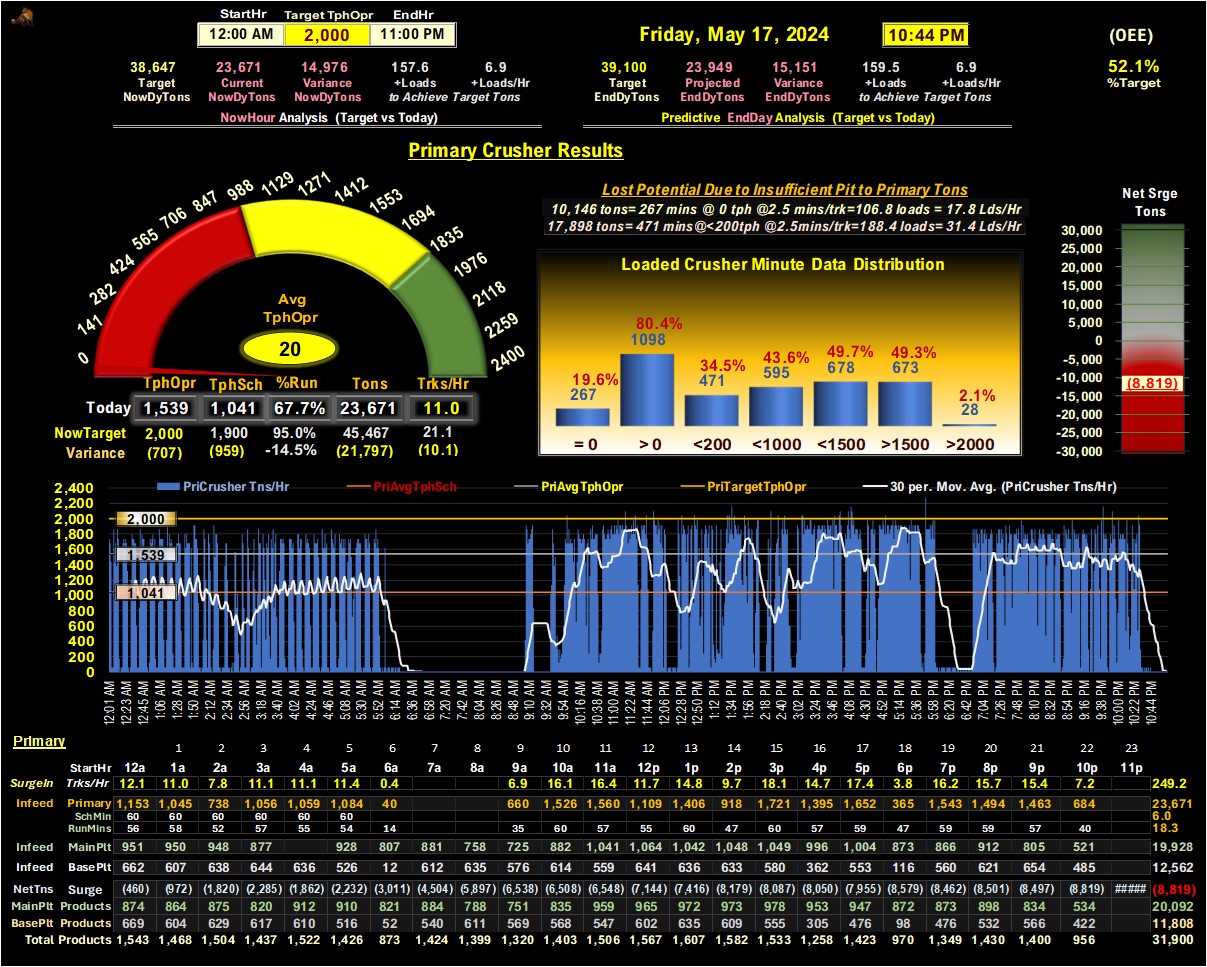 StartHr Target TphOpr EndHr
12:00 AM 2,000 11:00 PM
Friday, May 17, 2024 10:44 PM (OEE)
38,647 23,671 14,976 157.6 6.9 39,100 23,949 15,151 159.5 6.9 52.1%
Target Current Variance +Loads +Loads/Hr Target Projected Variance +Loads +Loads/Hr %Target
NowDyTons NowDyTons NowDyTons to Achieve Target Tons EndDyTons EndDyTons EndDyTons to Achieve Target Tons
NowHour Analysis (Target vs Today) Predictive EndDay Analysis (Target vs Today)
Primary Crusher Results
0 141 282 424 565 706 847 988 1129 1271 1412 1553 1694 1835 1976 2118 2259 2400
Avg
TphOpr
20
TphOpr TphSch %Run Tons Trks/Hr
Today 1,539 1,041 67.7% 23,671 11.0
NowTarget 2,000 1,900 95.0% 45,467 21.1
Variance (707) (959) -14.5% (21,797) (10.1)
Lost Potential Due to Insufficient Pit to Primary Tons
10,146 tons= 267 mins @ 0 tph @2.5 mins/trk=106.8 loads = 17.8 Lds/Hr
17,898 tons= 471 mins@<200tph @2.5mins/trk=188.4 loads= 31.4 Lds/Hr
Loaded Crusher Minute Data Distribution
19.6% 80.4% 34.5% 43.6% 49.7% 49.3% 2.1%
267 1098 471 595 678 673 28
= 0 > 0 <200 <1000 <1500 >1500 >2000
Net Srge
Tons
30,000
25,000
20,000
15,000
10,000
5,000
0
-5,000
-10,000
(8,819)
-15,000
-20,000
-25,000
-30,000
PriCrusher Tns/Hr PriAvgTphSch PriAvgTphOpr PriTargetTphOpr 30 per. Mov. Avg. (PriCrusher Tns/Hr)
2,400
2,200
2,000
1,800
1,600
1,400
1,200
1,000
800
600
400
200
0
2,000
1,539
1,041
12:01 AM 12:23 AM 12:45 AM 1:06 AM 1:28 AM 1:50 AM 2:12 AM 2:34 AM 2:56 AM 3:18 AM 3:40 AM 4:02 AM 4:24 AM 4:46 AM 5:08 AM 5:30 AM 5:52 AM 6:14 AM 6:36 AM 6:58 AM 7:20 AM 7:42 AM 8:04 AM 8:26 AM 8:48 AM 9:10 AM 9:32 AM 9:54 AM 10:16 AM 10:38 AM 11:00 AM 11:22 AM 11:44 AM 12:06 PM 12:28 PM 12:50 PM 1:12 PM 1:34 PM 1:56 PM 2:18 PM 2:40 PM 3:02 PM 3:24 PM 3:46 PM 4:08 PM 4:30 PM 4:52 PM 5:14 PM 5:36 PM 5:58 PM 6:20 PM 6:42 PM 7:04 PM 7:26 PM 7:48 PM 8:10 PM 8:32 PM 8:54 PM 9:16 PM 9:38 PM 10:00 PM 10:22 PM 10:44 PM
Primary
1 2 3 4 5 6 7 8 9 10 11 12 13 14 15 16 17 18 19 20 21 22 23
StartHr 12a 1a 2a 3a 4a 5a 6a 7a 8a 9a 10a 11a 12p 1p 2p 3p 4p 5p 6p 7p 8p 9p 10p 11p
SurgeIn Trks/Hr 12.1 11.0 7.8 11.1 11.1 11.4 0.4 6.9 16.1 16.4 11.7 14.8 9.7 18.1 14.7 17.4 3.8 16.2 15.7 15.4 7.2 249.2
Infeed Primary 1,153 1,045 738 1,056 1,059 1,084 40 660 1,526 1,560 1,109 1,406 918 1,721 1,395 1,652 365 1,543 1,494 1,463 684 23,671
SchMin 60 60 60 60 60 60 6.0
RunMins 56 58 52 57 55 54 14 35 60 57 55 60 47 60 57 59 47 59 59 57 40 18.3
Infeed MainPlt 951 950 948 877 928 807 881 758 725 882 1,041 1,064 1,042 1,048 1,049 996 1,004 873 866 912 805 521 19,928
Infeed BasePlt 662 607 638 644 636 526 12 612 635 576 614 559 641 636 633 580 362 553 116 560 621 654 485 12,562
NetTns Surge (460) (972) (1,820) (2,285) (1,862) (2,232) (3,011) (4,504) (5,897) (6,538) (6,508) (6,548) (7,144) (7,416) (8,179) (8,087) (8,050) (7,955) (8,579) (8,462) (8,501) (8,497) (8,819) ##### (8,819)
MainPlt Products 874 864 875 820 912 910 821 884 788 751 835 959 965 972 973 978 953 947 872 873 898 834 534 20,092
BasePlt Products 669 604 629 617 610 516 52 540 611 569 568 547 602 635 609 555 305 476 98 476 532 566 422 11,808
Total Products 1,543 1,468 1,504 1,437 1,522 1,426 873 1,424 1,399 1,320 1,403 1,506 1,567 1,607 1,582 1,533 1,258 1,423 970 1,349 1,430 1,400 956 31,900